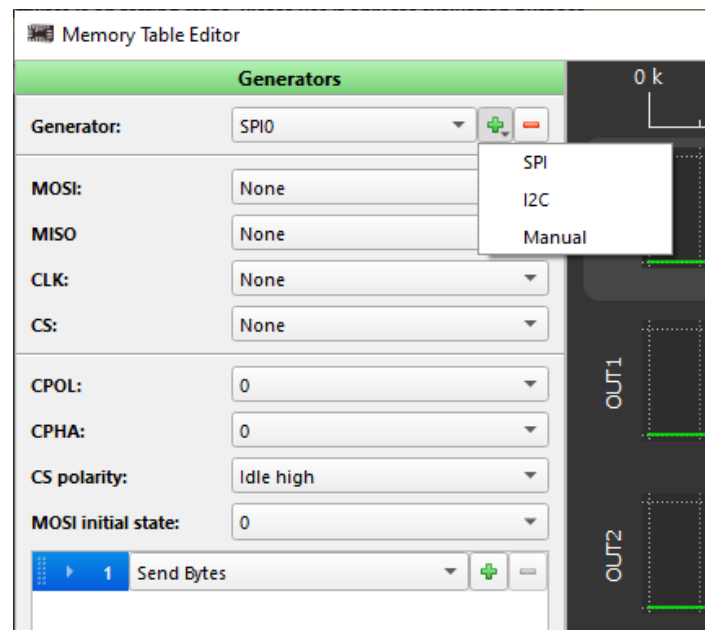 Memory Table Editor
Generators
0 k
Generator: SPI0
SPI
I2C
Manual
MOSI: None
MISO None
CLK: None
CS: None
CPOL: 0
CPHA: 0
CS polarity: Idle high
MOSI initial state: 0
1 Send Bytes
OUT1
OUT2